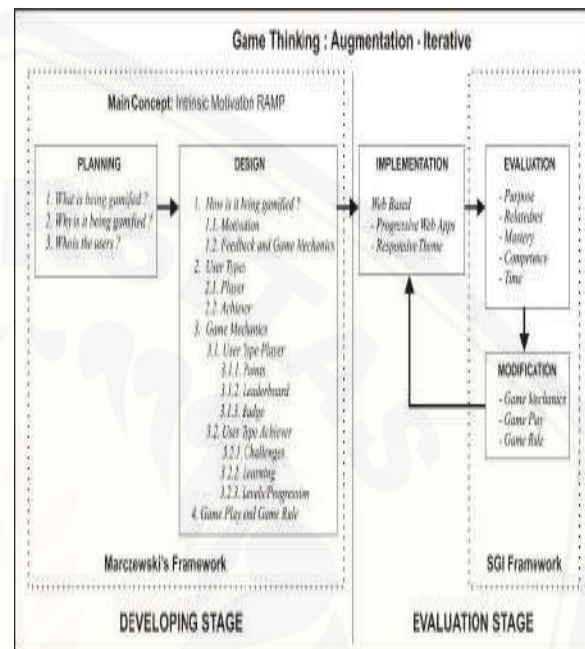 Game Thinking : Augmentation - Iterative
Main Concept: Intrinsic Motivation RAMP
PLANNING
1. What is being gamified ?
2. Why is it being gamified ?
3. Who is the users ?
DESIGN
1. How is it being gamified ?
1.1. Motivation
1.2. Feedback and Game Mechanics
2. User Types
2.1. Player
2.2. Achiever
3. Game Mechanics
3.1. User Type Player
3.1.1. Points
3.1.2. Leaderboard
3.1.3. Badge
3.2. User Type Achiever
3.2.1. Challenges
3.2.2. Learning
3.2.3. Levels/Progression
4. Game Play and Game Rule
Marczewski's Framework
DEVELOPING STAGE
IMPLEMENTATION
Web Based
- Progressive Web Apps
- Responsive Theme
EVALUATION
- Purpose
- Relatednes
- Mastery
- Competency
- Time
MODIFICATION
- Game Mechanics
- Game Play
- Game Rule
SGI Framework
EVALUATION STAGE